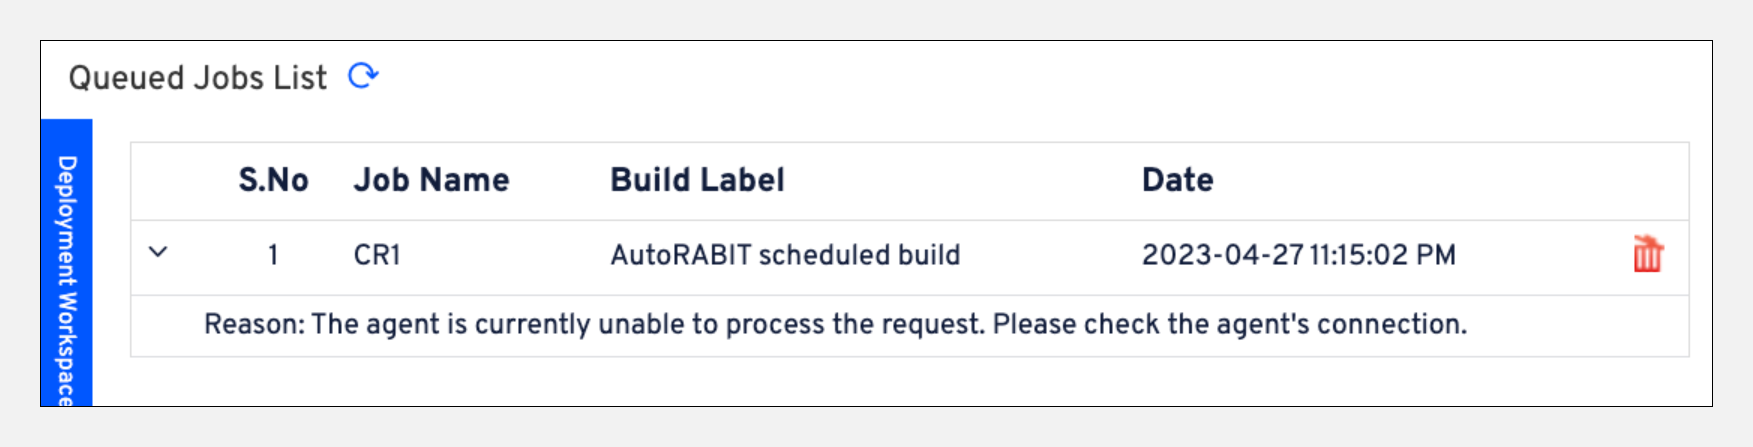 Queued Jobs List
Deployment Workspace
S.No Job Name Build Label Date
1 CR1 AutoRABIT scheduled build 2023-04-27 11:15:02 PM
Reason: The agent is currently unable to process the request. Please check the agent's connection.